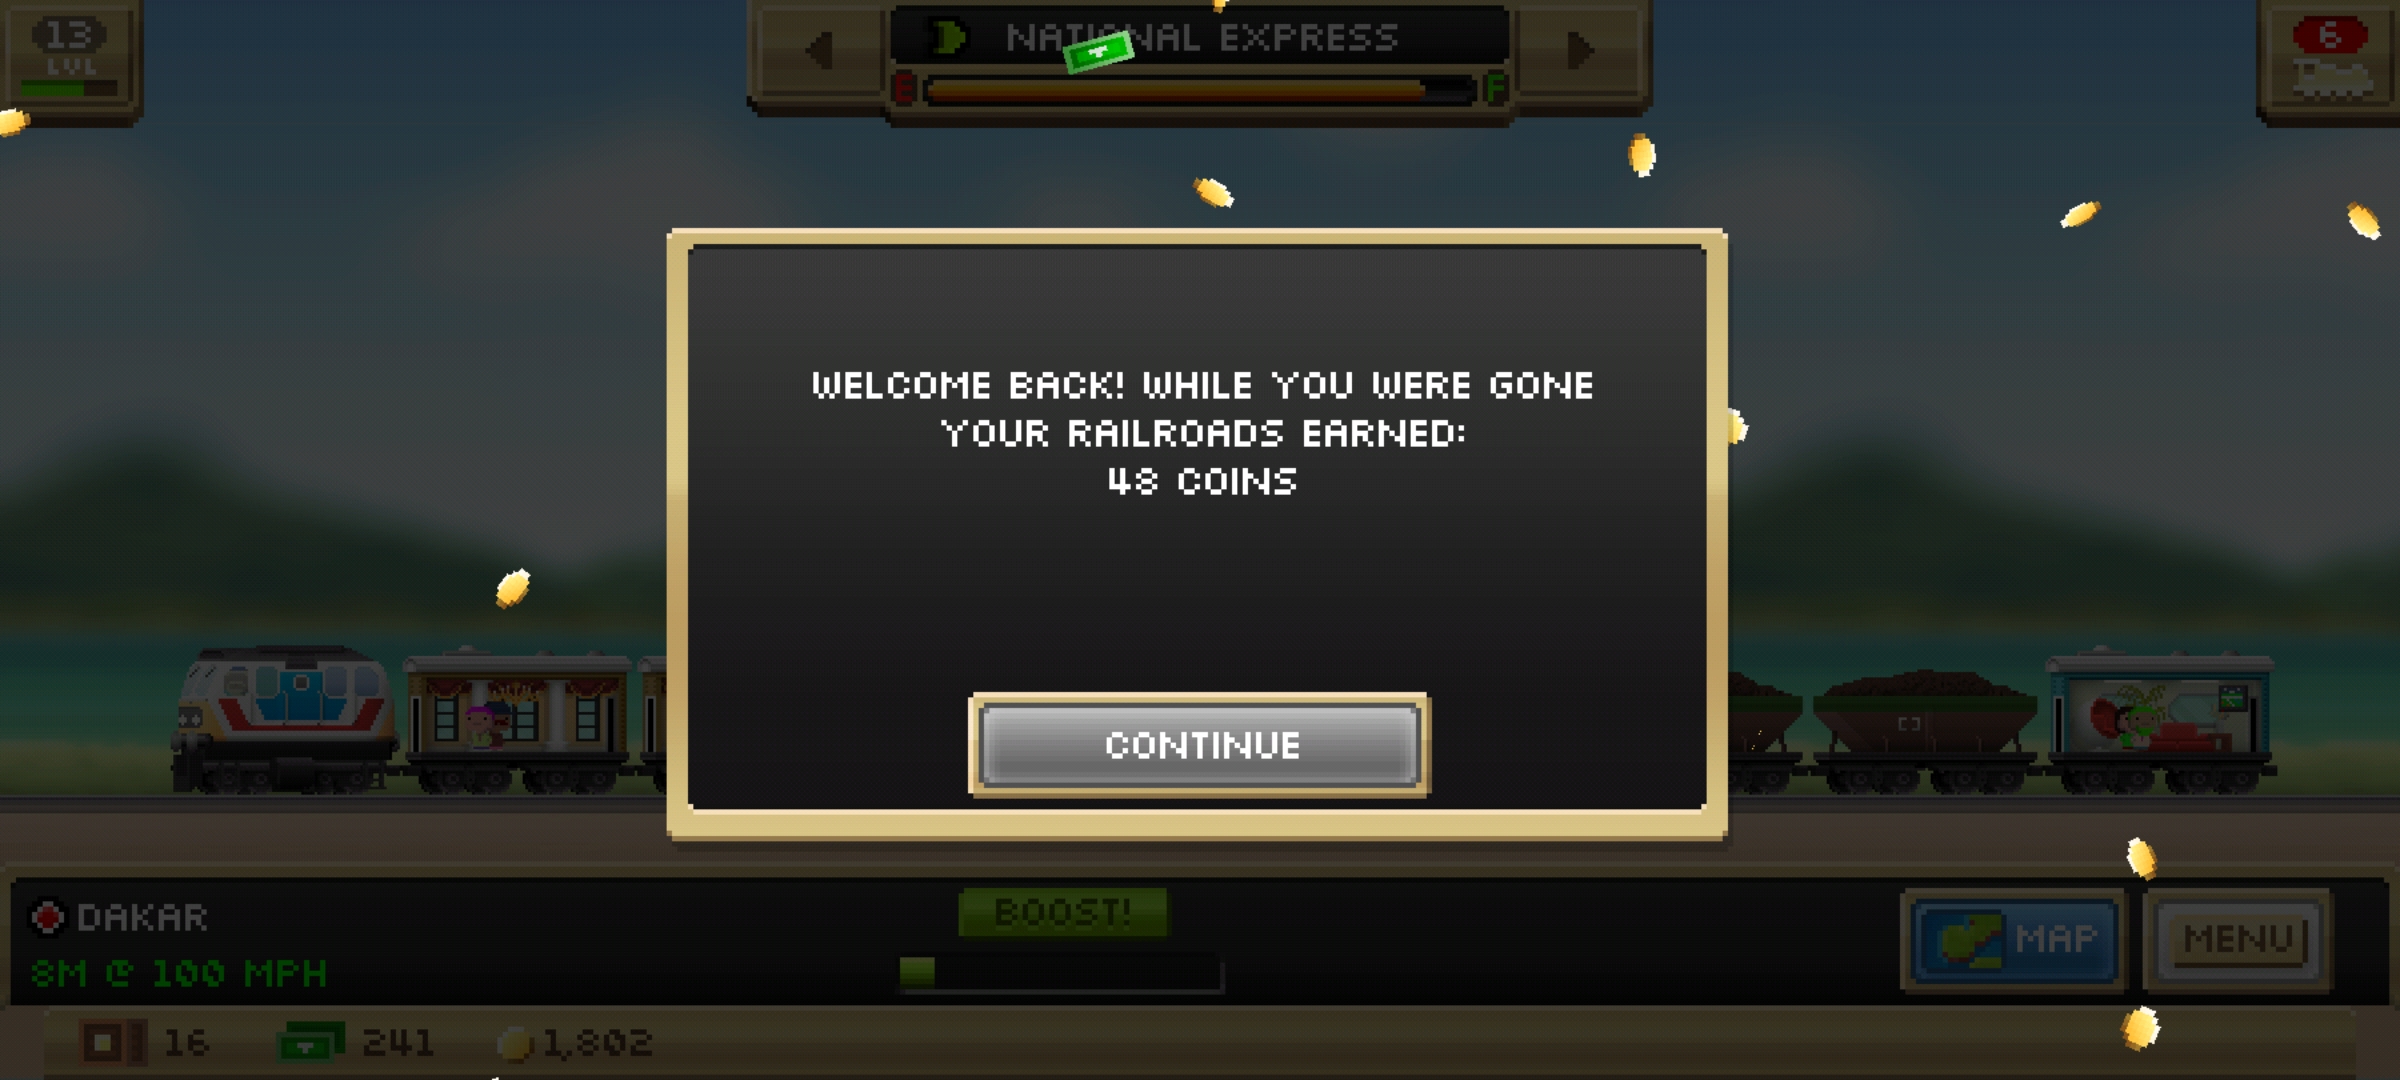 13
LVL
NATIONAL EXPRESS
E
F
6
WELCOME BACK! WHILE YOU WERE GONE
YOUR RAILROADS EARNED:
48 COINS
CONTINUE
DAKAR
8M @ 100 MPH
BOOST!
MAP
MENU
16
241
1,802